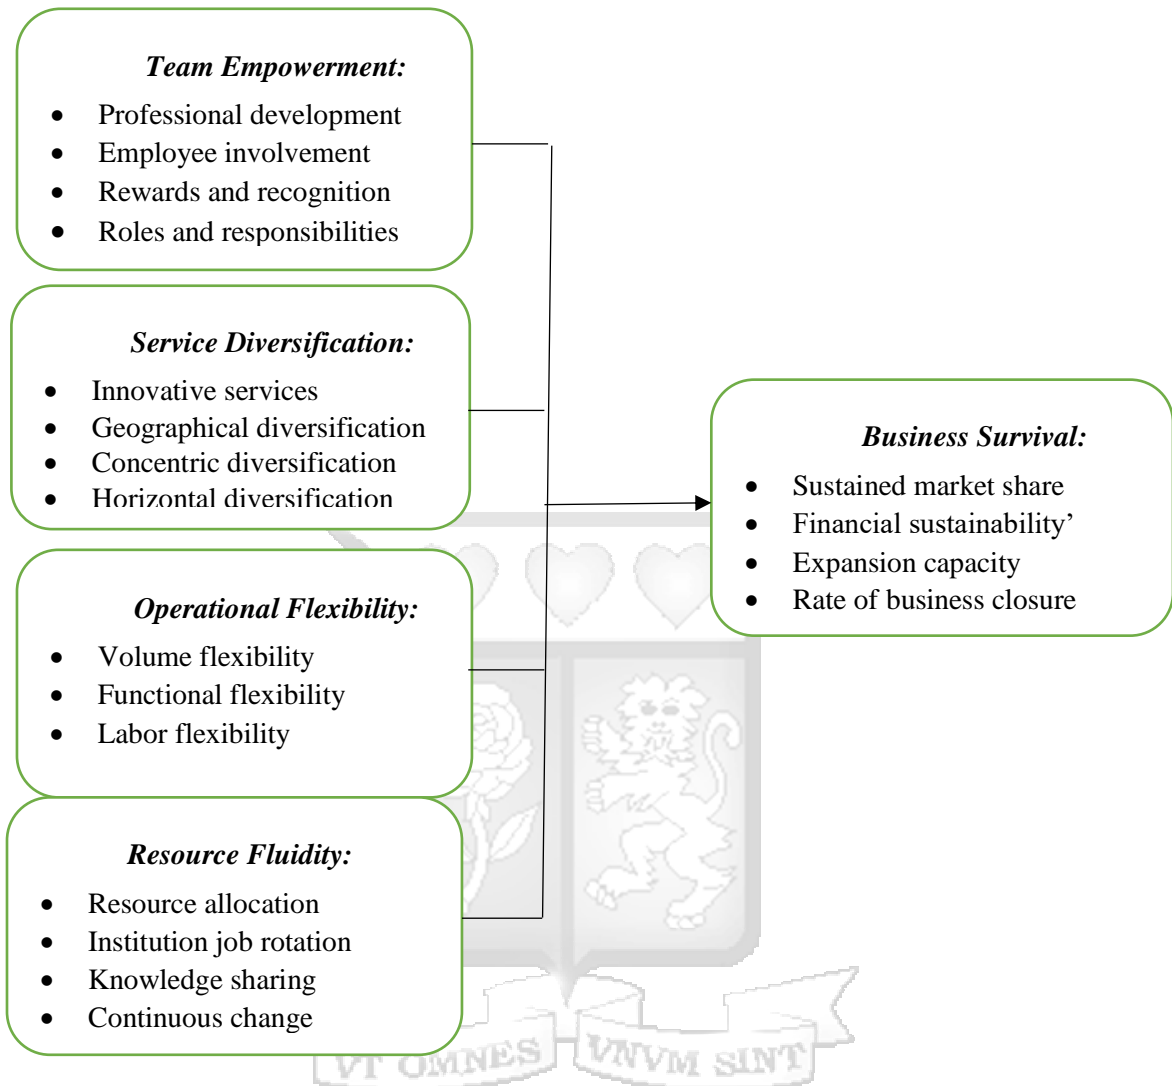 Team Empowerment:
• Professional development
• Employee involvement
• Rewards and recognition
• Roles and responsibilities
Service Diversification:
• Innovative services
• Geographical diversification
• Concentric diversification
• Horizontal diversification
Operational Flexibility:
• Volume flexibility
• Functional flexibility
• Labor flexibility
Resource Fluidity:
• Resource allocation
• Institution job rotation
• Knowledge sharing
• Continuous change
Business Survival:
• Sustained market share
• Financial sustainability’
• Expansion capacity
• Rate of business closure
VT OMNES VNVM SINT